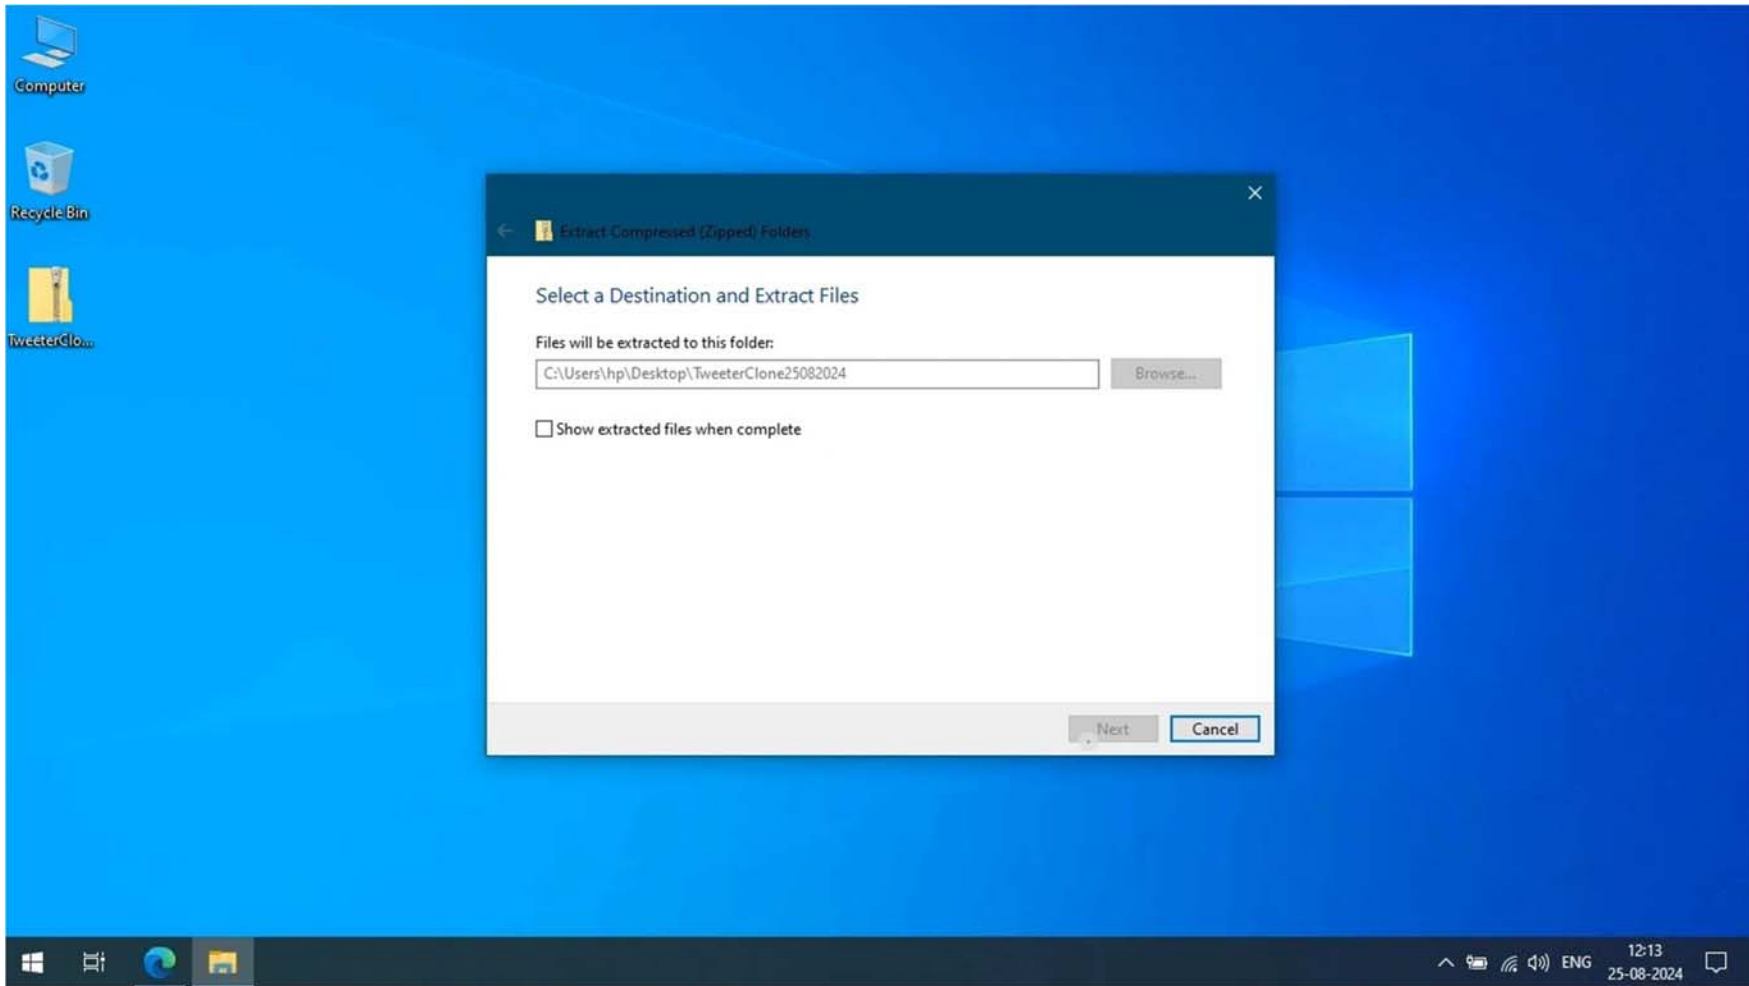 Computer
Recycle Bin
TweeterClo...
Extract Compressed (Zipped) Folders
Select a Destination and Extract Files
Files will be extracted to this folder:
C:\Users\hp\Desktop\TweeterClone25082024
Browse...
Show extracted files when complete
Next
Cancel
ENG
12:13
25-08-2024